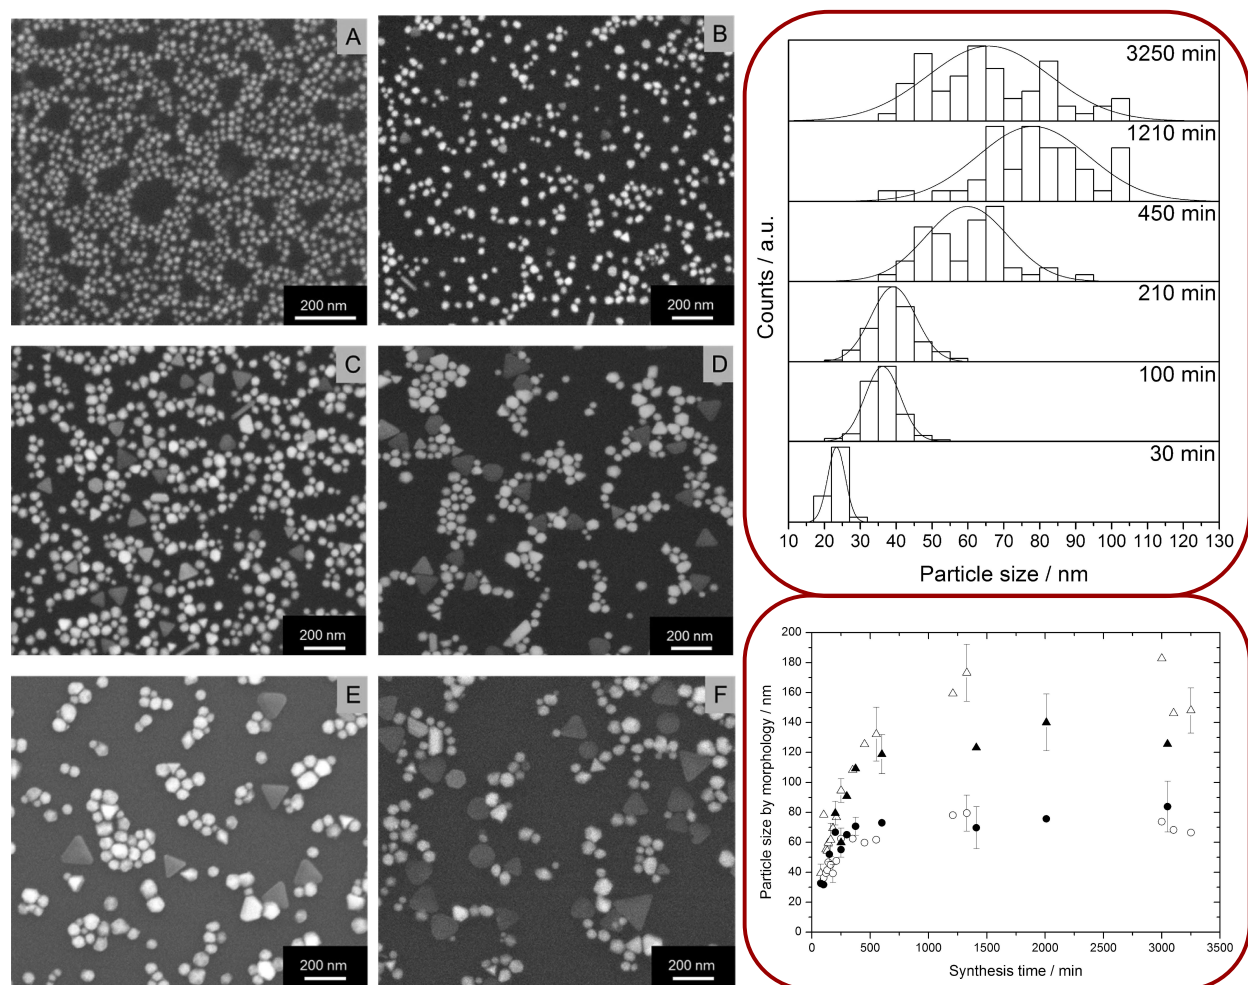 A
200 nm
B
200 nm
C
200 nm
D
200 nm
E
200 nm
F
200 nm
Counts / a.u.
3250 min
1210 min
450 min
210 min
100 min
30 min
10 20 30 40 50 60 70 80 90 100 110 120 130
Particle size / nm
Particle size by morphology / nm
200
180
160
140
120
100
80
60
40
20
0
0 500 1000 1500 2000 2500 3000 3500
Synthesis time / min